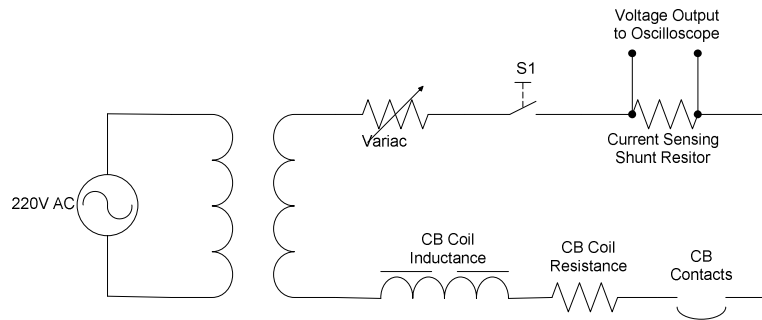 Voltage Output
to Oscilloscope
S1
Variac
Current Sensing
Shunt Resitor
220V AC
CB Coil
Inductance
CB Coil
Resistance
CB
Contacts